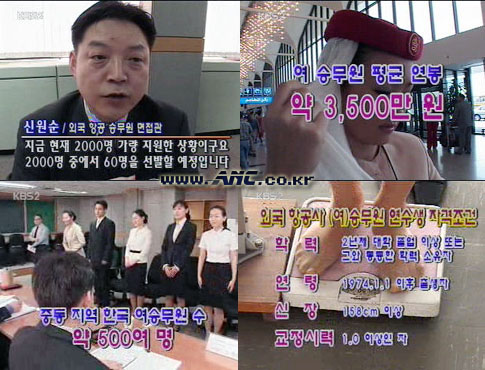 KBS2
신원순 / 외국 항공 승무원 면접관
지금 현재 2000명 가량 지원한 상황이구요
2000명 중에서 60명을 선발할 예정입니다
여 승무원 평균 연봉
약 3,500만 원
www.ANC.co.kr
KBS2
중동 지역 한국 여승무원 수
약 500여 명
외국 항공사 (여)승무원 연수생 자격조건
학 력 2년제 대학 졸업 이상 또는
그와 동등한 학력 소유자
연 령 1974.1.1 이후 출생자
신 장 158cm 이상
교정시력 1.0 이상인 자